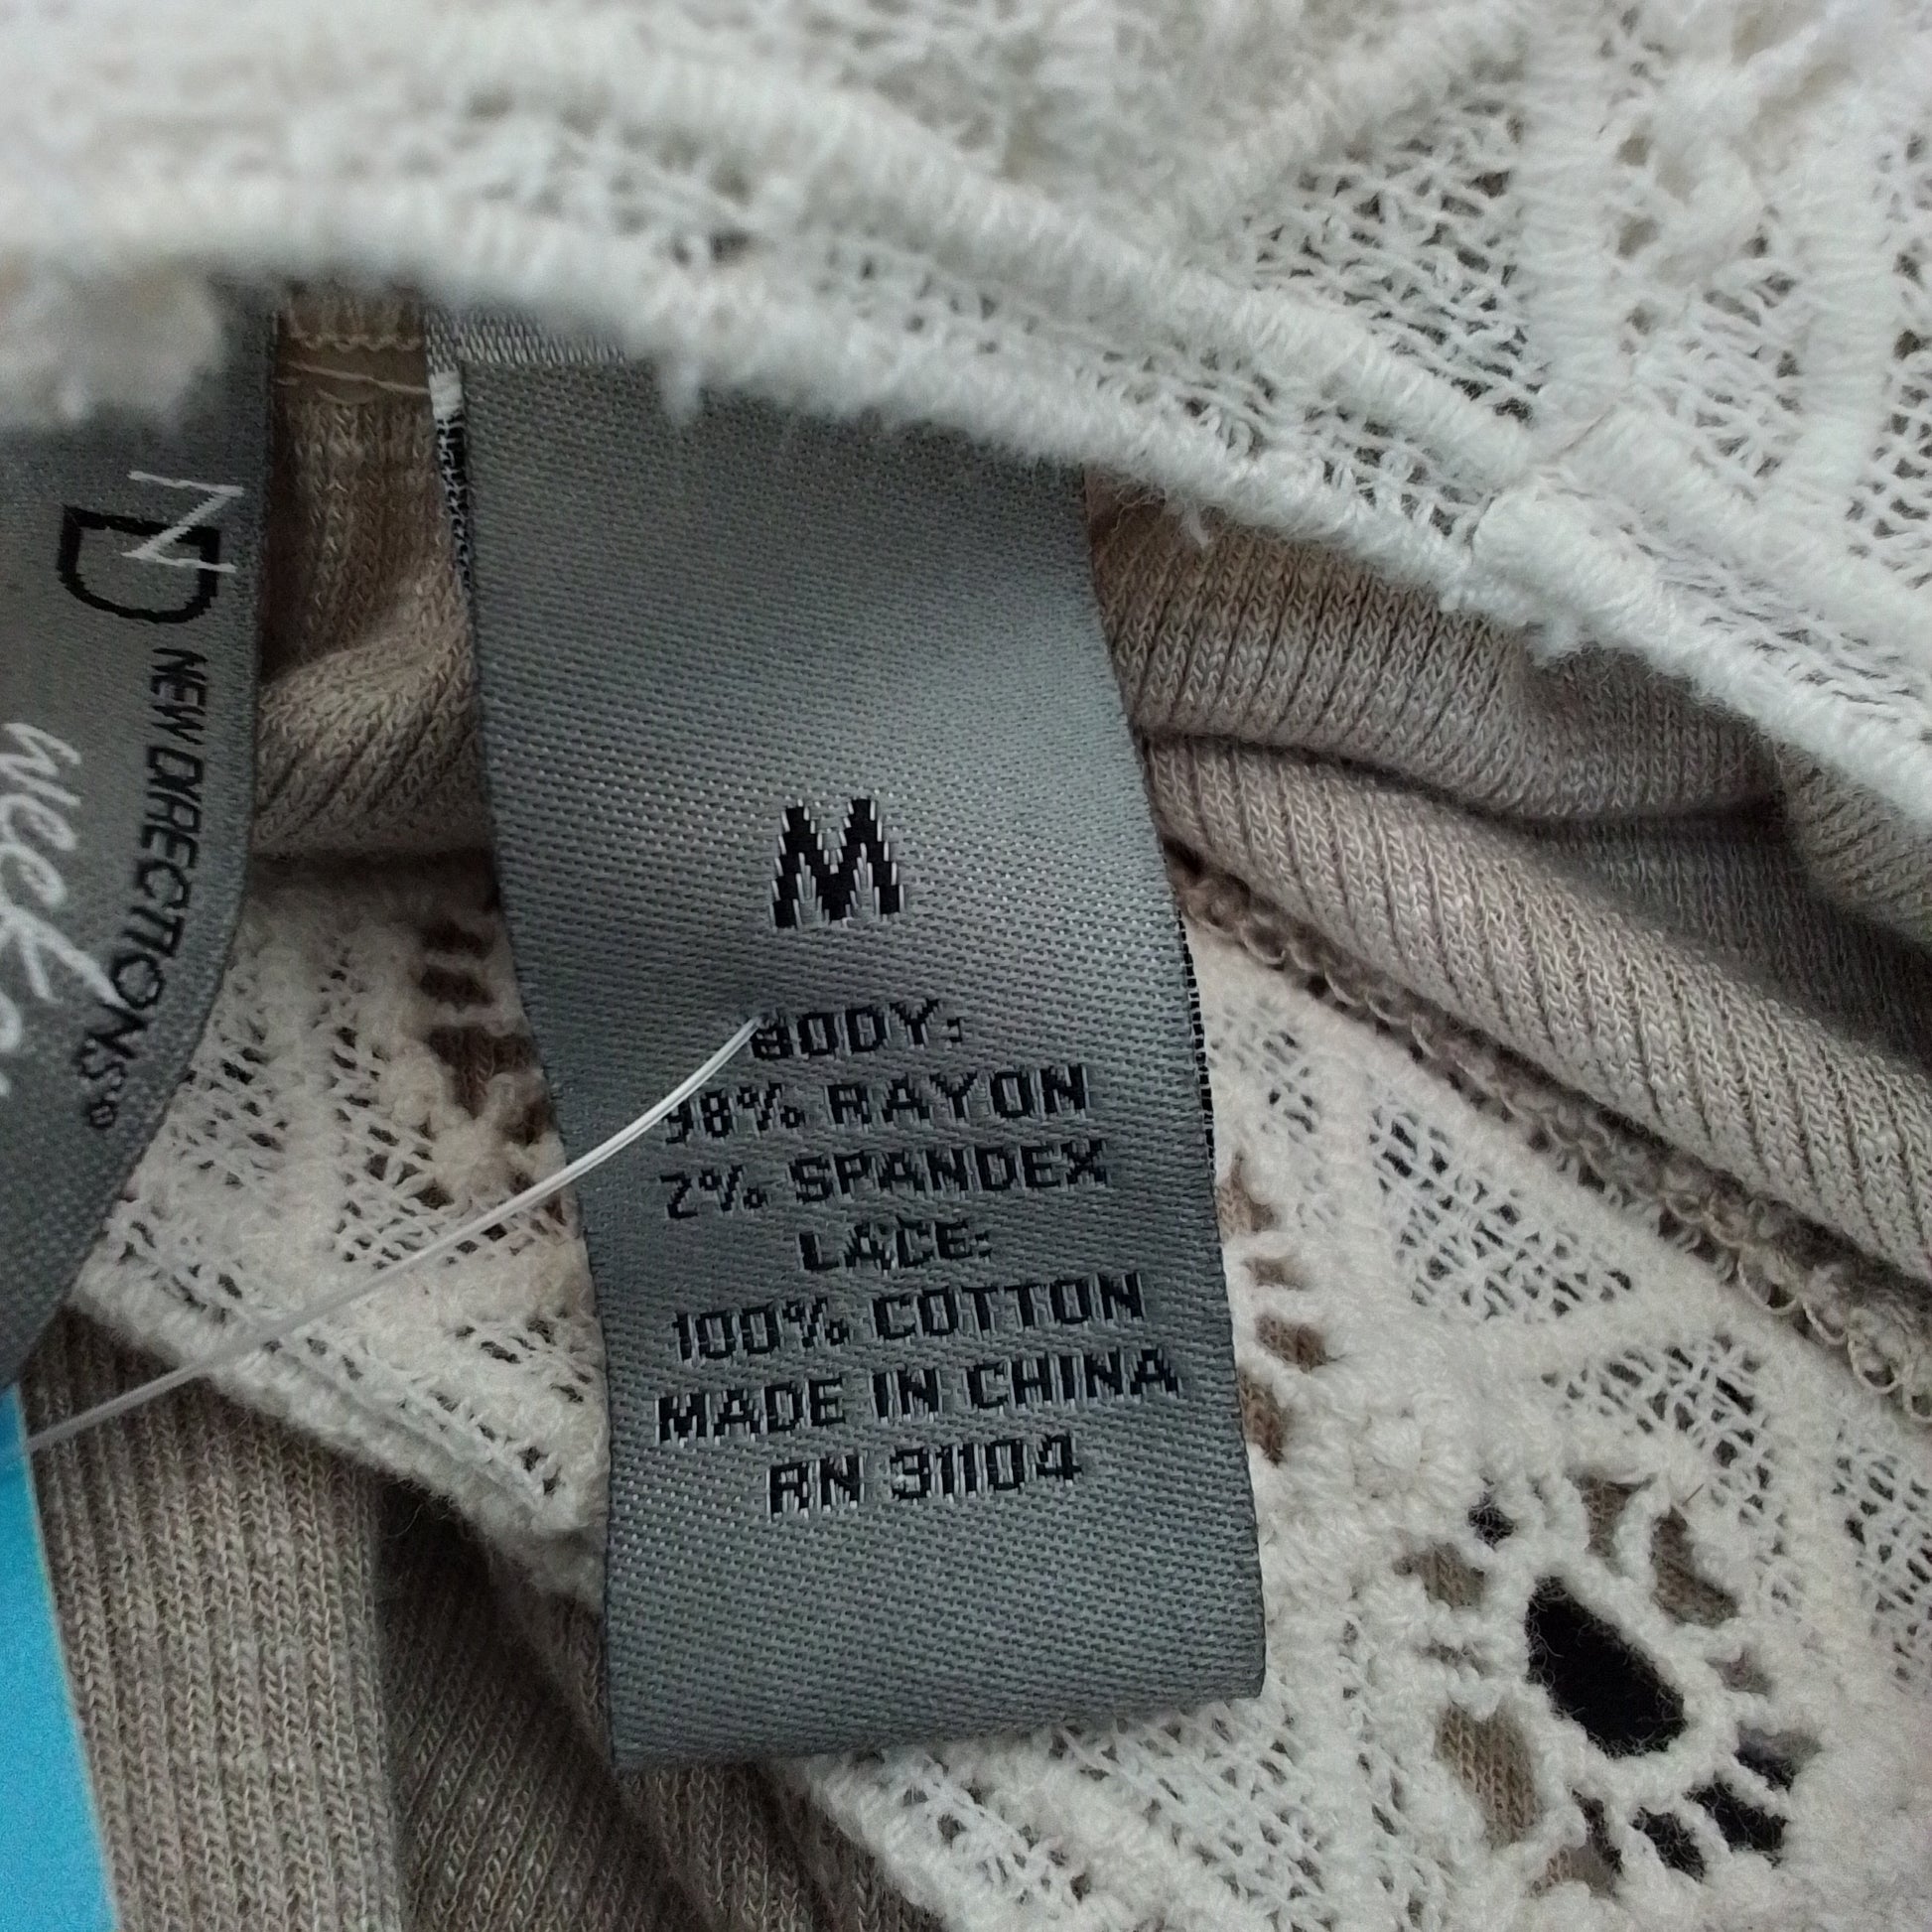 ND
NEW DIRECTIONS®
M
BODY:
98% RAYON
2% SPANDEX
LACE:
100% COTTON
MADE IN CHINA
RN 31104